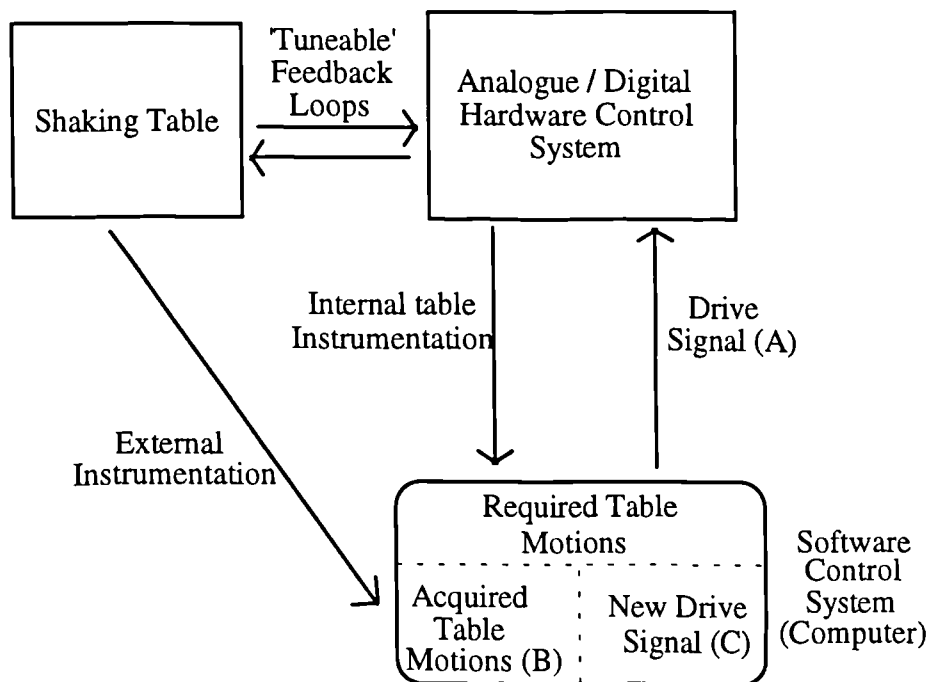 'Tuneable'
Feedback
Loops
Shaking Table
Analogue / Digital
Hardware Control
System
Internal table
Instrumentation
Drive
Signal (A)
External
Instrumentation
Required Table
Motions
Acquired
Table
Motions (B)
New Drive
Signal (C)
Software
Control
System
(Computer)